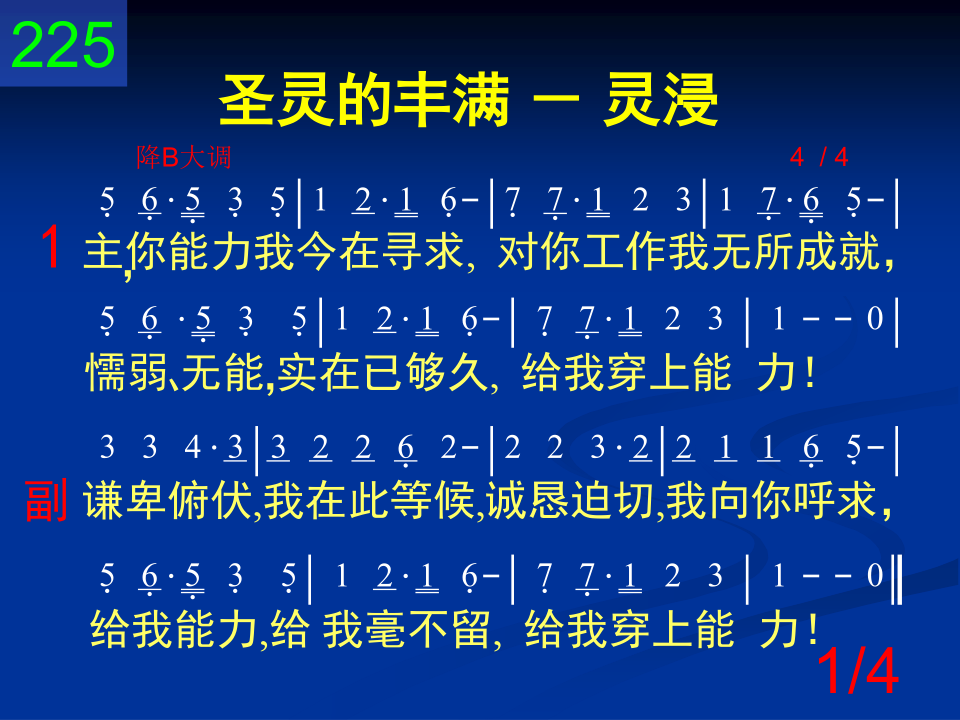 225
圣灵的丰满 － 灵浸
降B大调 4 / 4
5̣ 6̣·5̣ 3̣ 5̣|1 2·1 6̣-|7̣ 7̣·1 2 3|1 7̣·6̣ 5̣-|
1 主,你能力我今在寻求, 对你工作我无所成就,
5̣ 6̣·5̣ 3̣ 5̣|1 2·1 6̣-|7̣ 7̣·1 2 3|1 - - 0|
懦弱、无能,实在已够久, 给我穿上能 力!
3 3 4·3|3 2 2 6̣ 2-|2 2 3·2|2 1 1 6̣ 5̣-|
副 谦卑俯伏,我在此等候,诚恳迫切,我向你呼求,
5̣ 6̣·5̣ 3̣ 5̣|1 2·1 6̣-|7̣ 7̣·1 2 3|1 - - 0‖
给我能力,给 我毫不留, 给我穿上能 力!
1/4